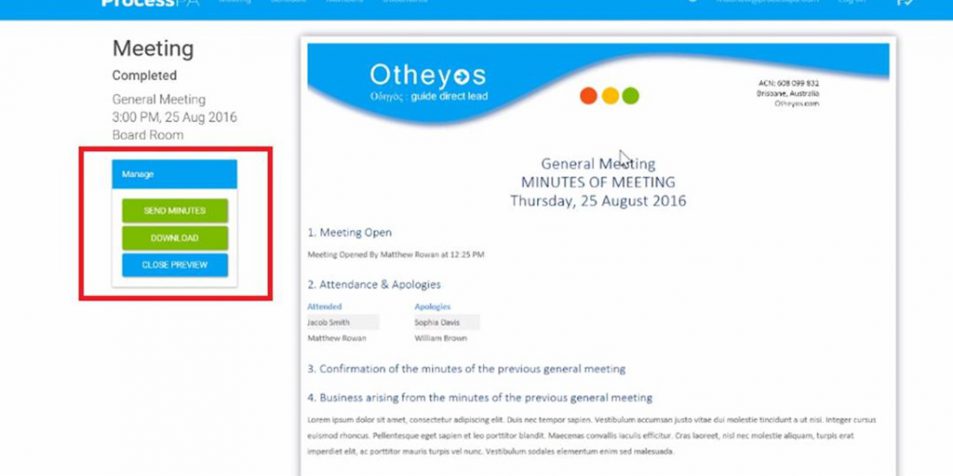 ProcessPA
Meeting
Completed
General Meeting
3:00 PM, 25 Aug 2016
Board Room
Manage
SEND MINUTES
DOWNLOAD
CLOSE PREVIEW
Otheyos
Οδηγός : guide direct lead
ACN: 608 099 832
Brisbane, Australia
Otheyos.com
General Meeting
MINUTES OF MEETING
Thursday, 25 August 2016
1. Meeting Open
Meeting Opened By Matthew Rowan at 12:25 PM
2. Attendance & Apologies
Attended Apologies
Jacob Smith Sophia Davis
Matthew Rowan William Brown
3. Confirmation of the minutes of the previous general meeting
4. Business arising from the minutes of the previous general meeting
Lorem ipsum dolor sit amet, consectetur adipiscing elit. Duis nec tempor sapien. Vestibulum accumsan justo vitae dui molestie tincidunt a ut nisi. Integer cursus
euismod rhoncus. Pellentesque eget sapien et leo porttitor blandit. Maecenas convallis iaculis efficitur. Cras laoreet, nisl nec molestie aliquam, turpis erat
imperdiet elit, ac porttitor mauris turpis vel nunc. Vestibulum sodales elementum enim sed malesuada.